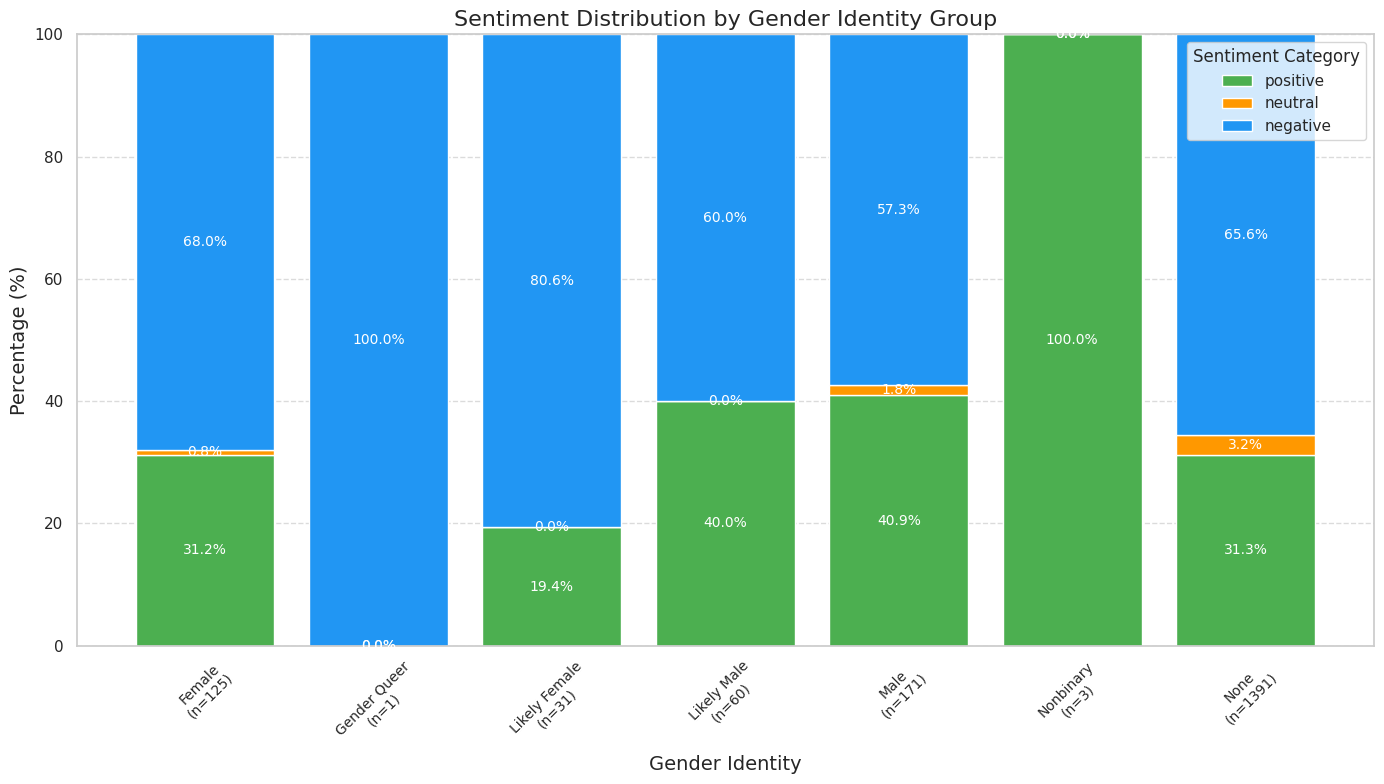 Sentiment Distribution by Gender Identity Group
Sentiment Category
positive
neutral
negative
Percentage (%)
100
80
60
40
20
0
68.0%
0.8%
31.2%
100.0%
0.0%
0.0%
80.6%
0.0%
19.4%
60.0%
0.0%
40.0%
57.3%
1.8%
40.9%
0.0%
100.0%
65.6%
3.2%
31.3%
Female
(n=125)
Gender Queer
(n=1)
Likely Female
(n=31)
Likely Male
(n=60)
Male
(n=171)
Nonbinary
(n=3)
None
(n=1391)
Gender Identity